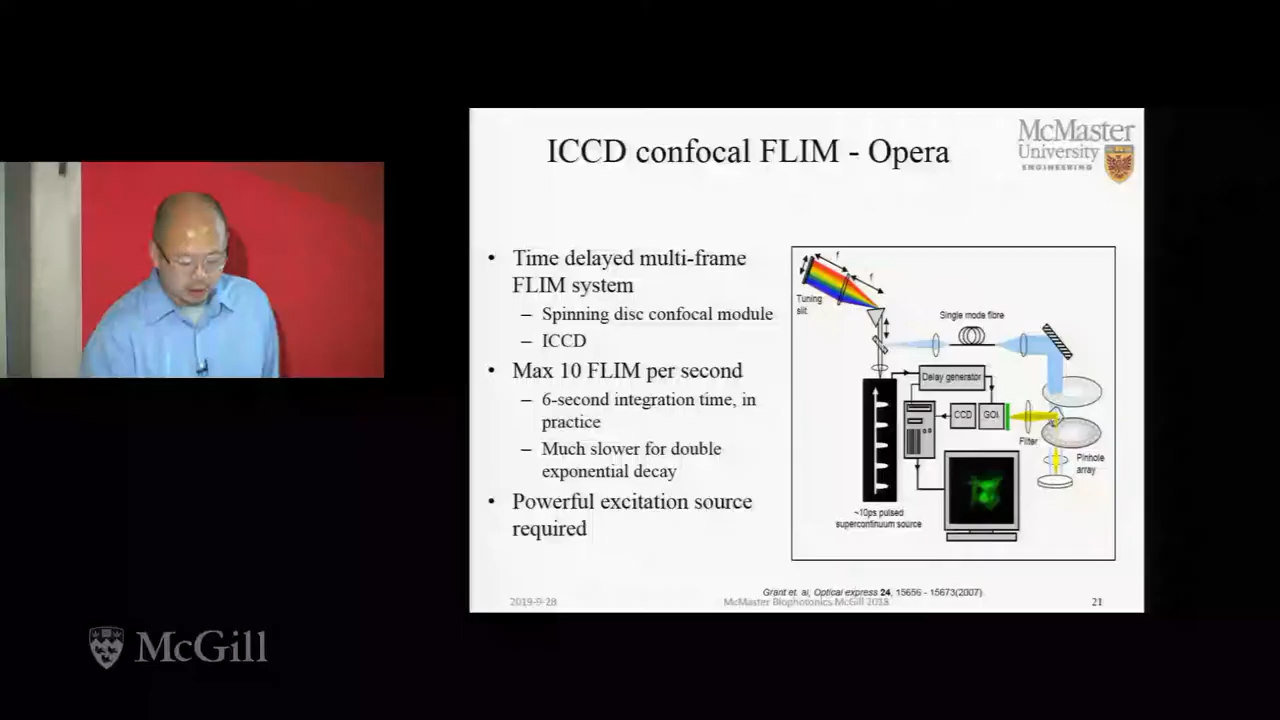 ICCD confocal FLIM - Opera
McMaster
University
ENGINEERING
• Time delayed multi-frame
FLIM system
– Spinning disc confocal module
– ICCD
• Max 10 FLIM per second
– 6-second integration time, in
practice
– Much slower for double
exponential decay
• Powerful excitation source
required
f
f
Tuning
slit
Single mode fibre
Delay generator
CCD
GOI
Filter
Pinhole
array
~10ps pulsed
supercontinuum source
Grant et. al, Optical express 24, 15656 - 15673(2007)
2019-9-28
McMaster Biophotonics McGill 2018
21
McGill